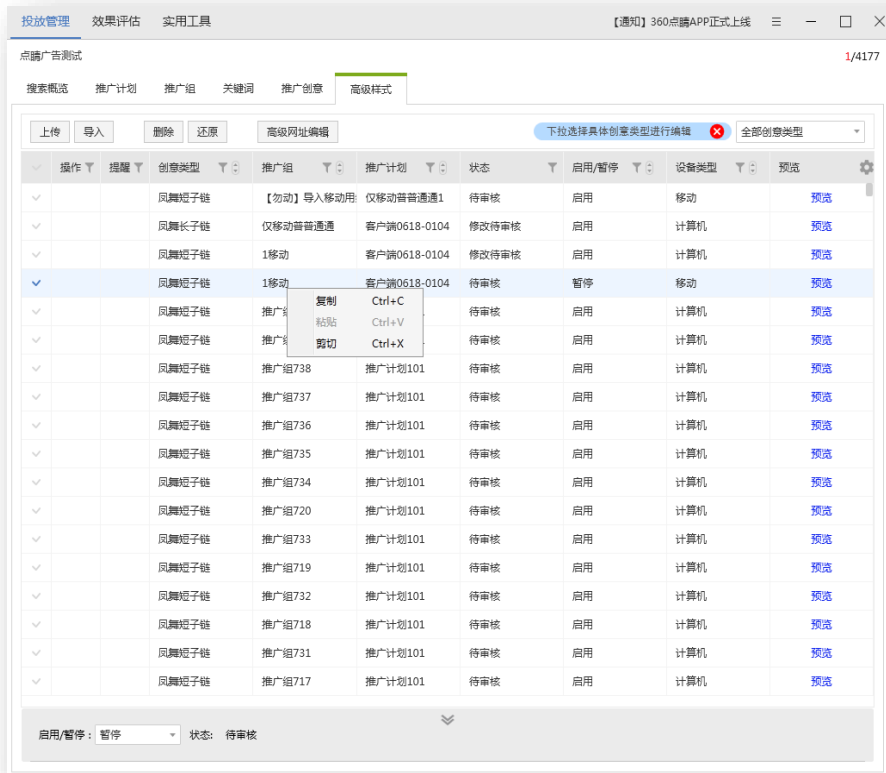 投放管理 效果评估 实用工具 【通知】360点睛APP正式上线
点睛广告测试 1/4177
搜索概览 推广计划 推广组 关键词 推广创意 高级样式
上传 导入 删除 还原 高级网址编辑 下拉选择具体创意类型进行编辑 全部创意类型
操作 提醒 创意类型 推广组 推广计划 状态 启用/暂停 设备类型 预览
凤舞短子链 【勿动】导入移动用 仅移动普普通通1 待审核 启用 移动 预览
凤舞长子链 仅移动普普通通 客户端0618-0104 修改待审核 启用 计算机 预览
凤舞短子链 1移动 客户端0618-0104 修改待审核 启用 计算机 预览
凤舞短子链 1移动 客户端0618-0104 待审核 暂停 移动 预览
复制 Ctrl+C
凤舞短子链 推广 待审核 启用 计算机 预览
粘贴 Ctrl+V
凤舞短子链 推广 待审核 启用 计算机 预览
剪切 Ctrl+X
凤舞短子链 推广组738 推广计划101 待审核 启用 计算机 预览
凤舞短子链 推广组737 推广计划101 待审核 启用 计算机 预览
凤舞短子链 推广组736 推广计划101 待审核 启用 计算机 预览
凤舞短子链 推广组735 推广计划101 待审核 启用 计算机 预览
凤舞短子链 推广组734 推广计划101 待审核 启用 计算机 预览
凤舞短子链 推广组720 推广计划101 待审核 启用 计算机 预览
凤舞短子链 推广组733 推广计划101 待审核 启用 计算机 预览
凤舞短子链 推广组719 推广计划101 待审核 启用 计算机 预览
凤舞短子链 推广组732 推广计划101 待审核 启用 计算机 预览
凤舞短子链 推广组718 推广计划101 待审核 启用 计算机 预览
凤舞短子链 推广组731 推广计划101 待审核 启用 计算机 预览
凤舞短子链 推广组717 推广计划101 待审核 启用 计算机 预览
启用/暂停： 暂停 状态: 待审核